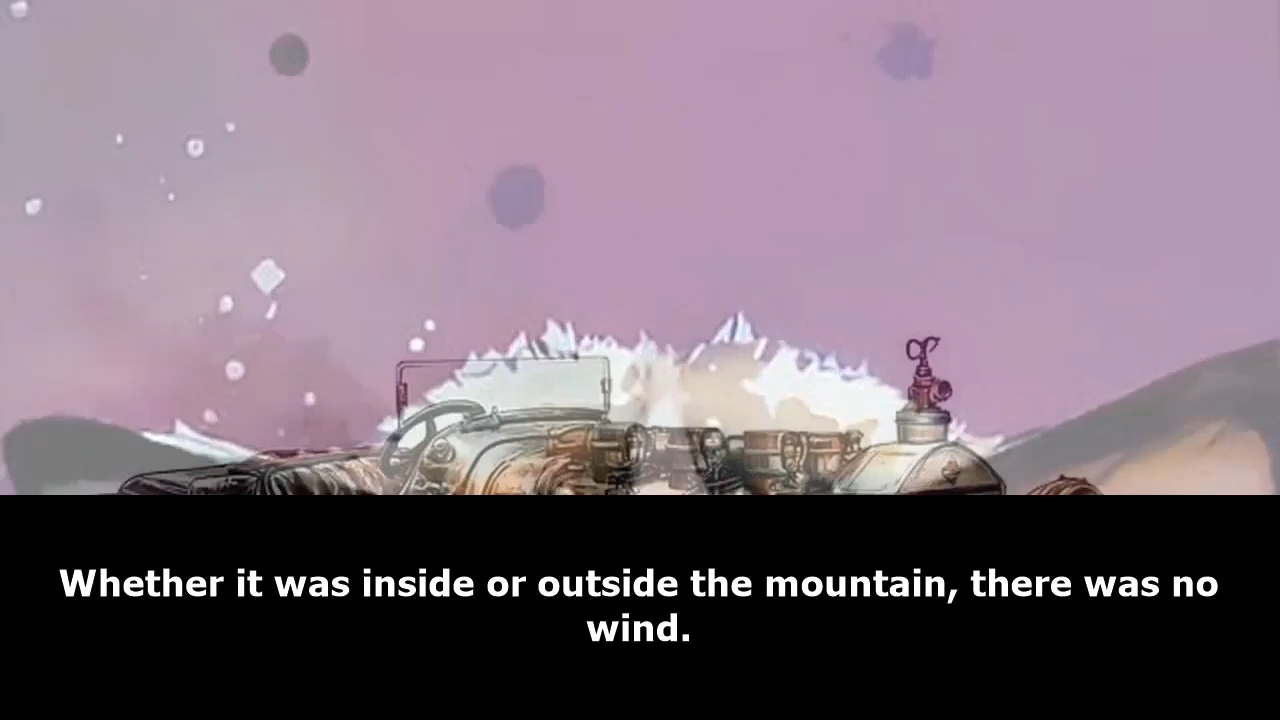 Whether it was inside or outside the mountain, there was no
wind.